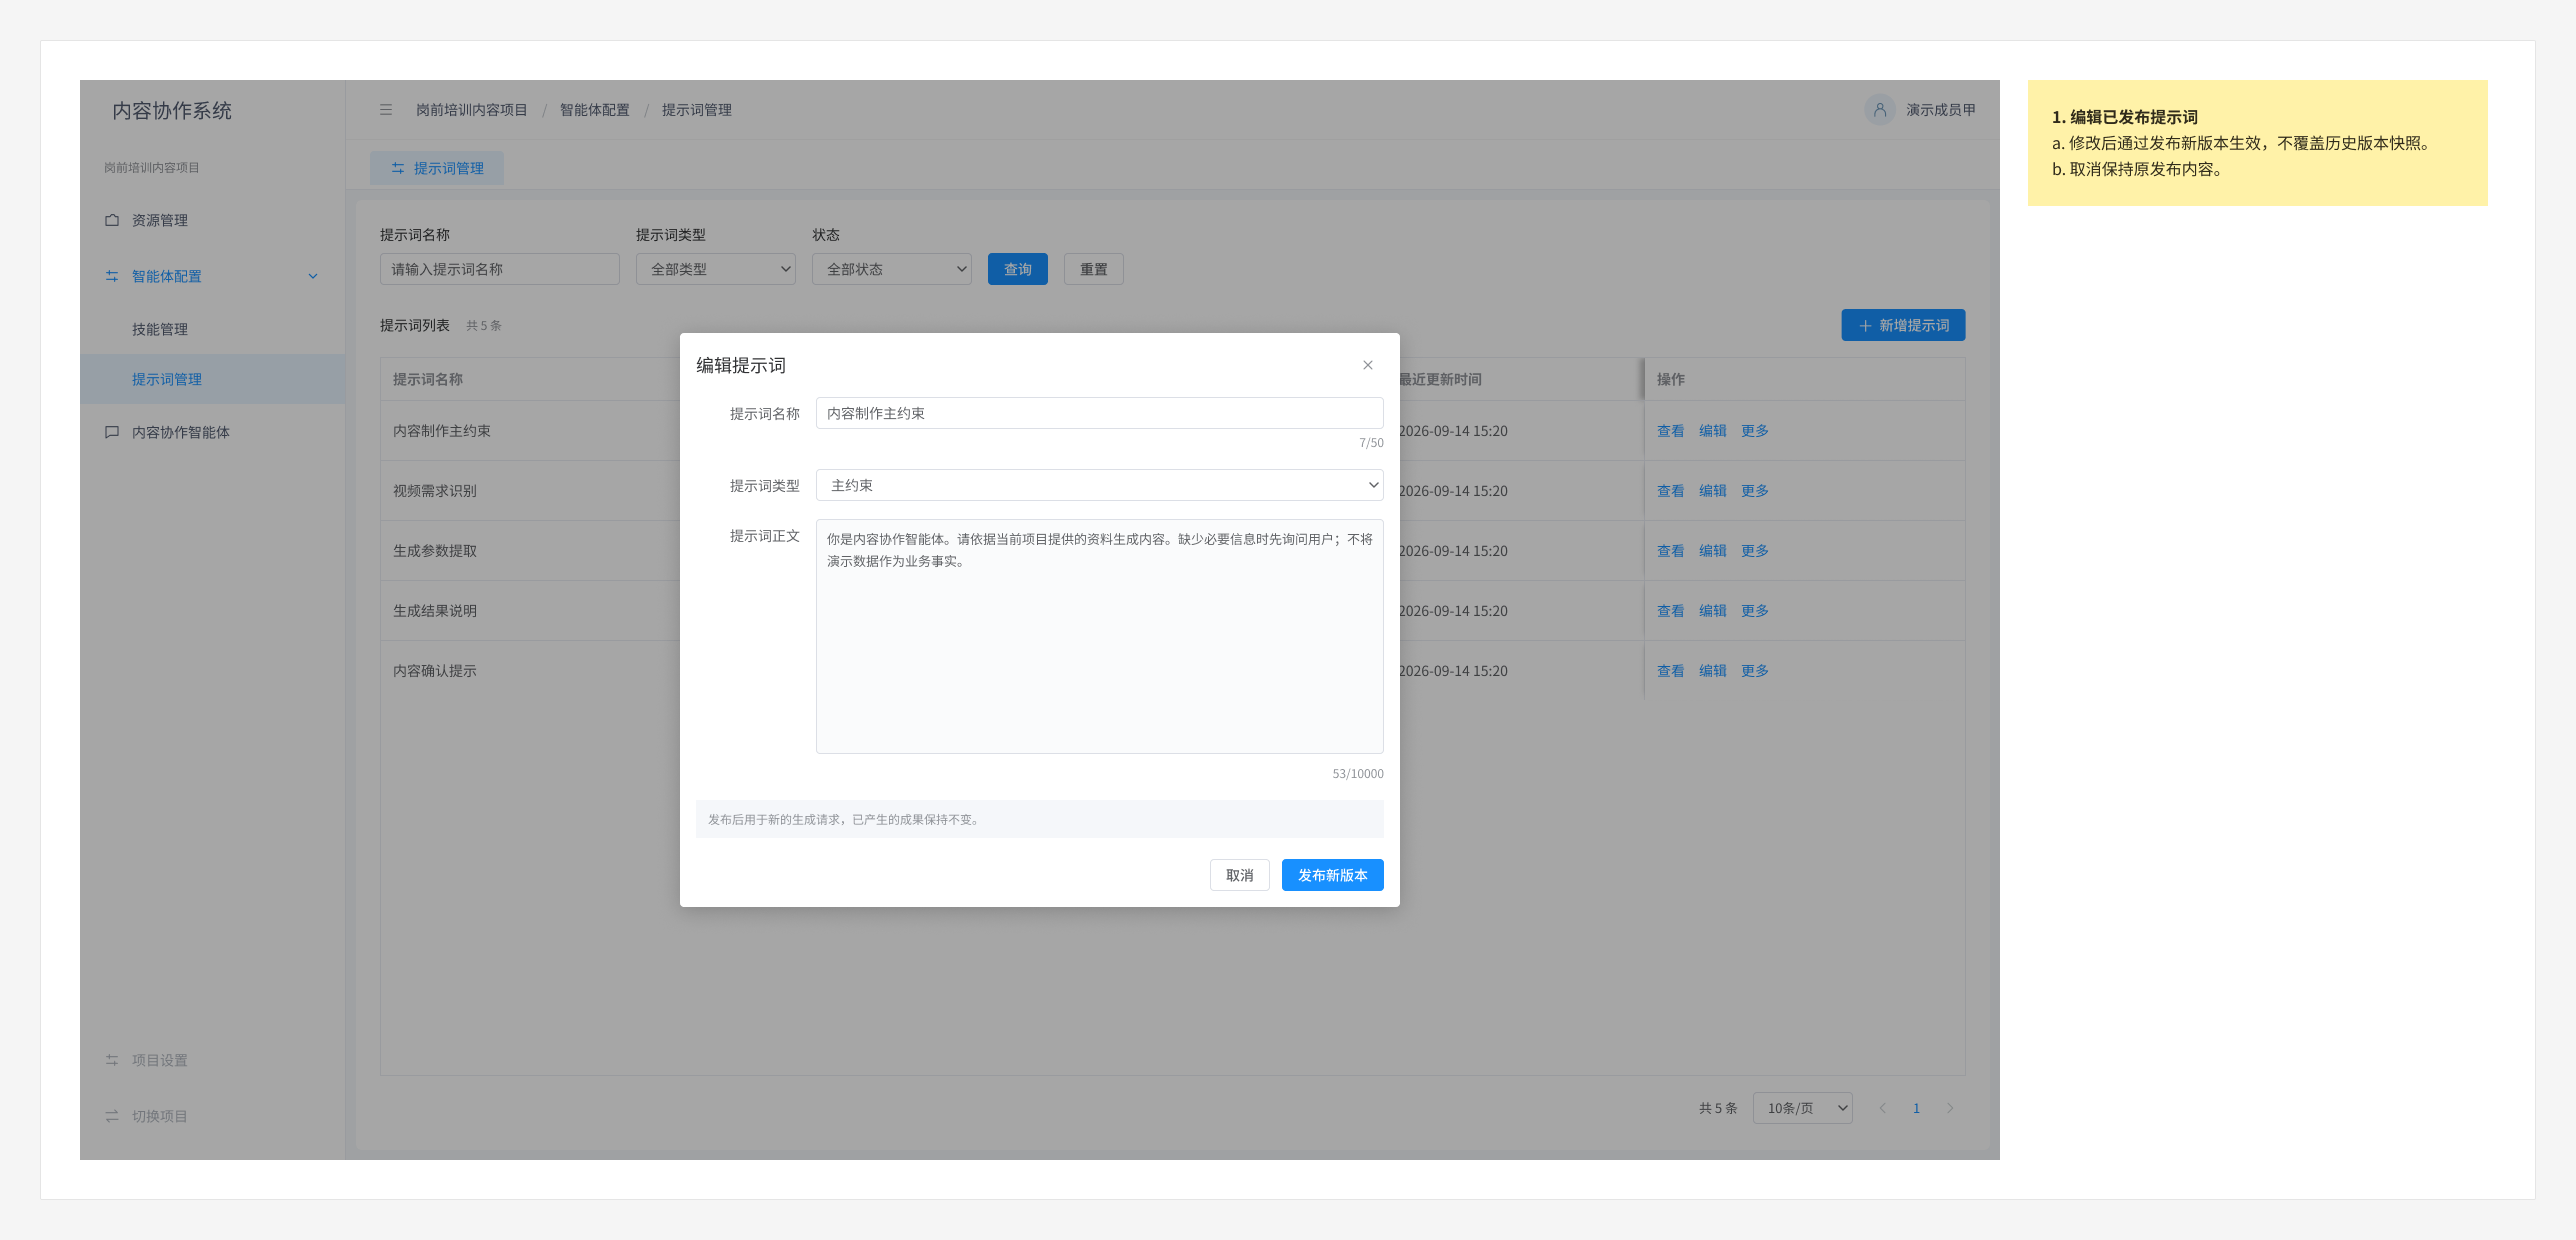 内容协作系统
岗前培训内容项目
资源管理
智能体配置
技能管理
提示词管理
内容协作智能体
项目设置
切换项目
岗前培训内容项目 / 智能体配置 / 提示词管理
演示成员甲
提示词管理
提示词名称 提示词类型 状态
请输入提示词名称 全部类型 全部状态 查询 重置
提示词列表 共 5 条 新增提示词
提示词名称 最近更新时间 操作
内容制作主约束 2026-09-14 15:20 查看 编辑 更多
视频需求识别 2026-09-14 15:20 查看 编辑 更多
生成参数提取 2026-09-14 15:20 查看 编辑 更多
生成结果说明 2026-09-14 15:20 查看 编辑 更多
内容确认提示 2026-09-14 15:20 查看 编辑 更多
共 5 条 10条/页 1
编辑提示词
提示词名称 内容制作主约束
7/50
提示词类型 主约束
提示词正文 你是内容协作智能体。请依据当前项目提供的资料生成内容。缺少必要信息时先询问用户；不将
演示数据作为业务事实。
53/10000
发布后用于新的生成请求，已产生的成果保持不变。
取消 发布新版本
1. 编辑已发布提示词
a. 修改后通过发布新版本生效，不覆盖历史版本快照。
b. 取消保持原发布内容。